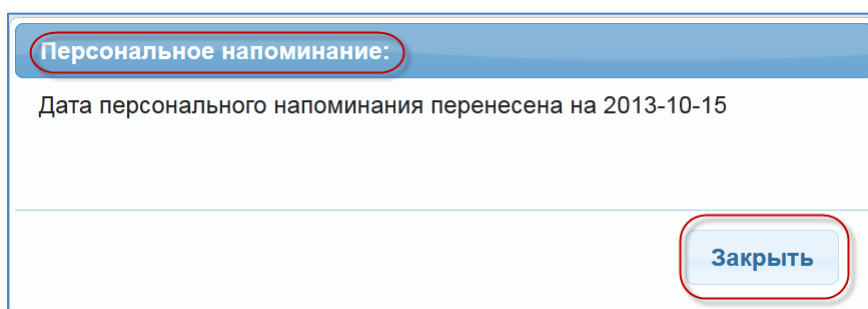 Персональное напоминание:
Дата персонального напоминания перенесена на 2013-10-15
Закрыть